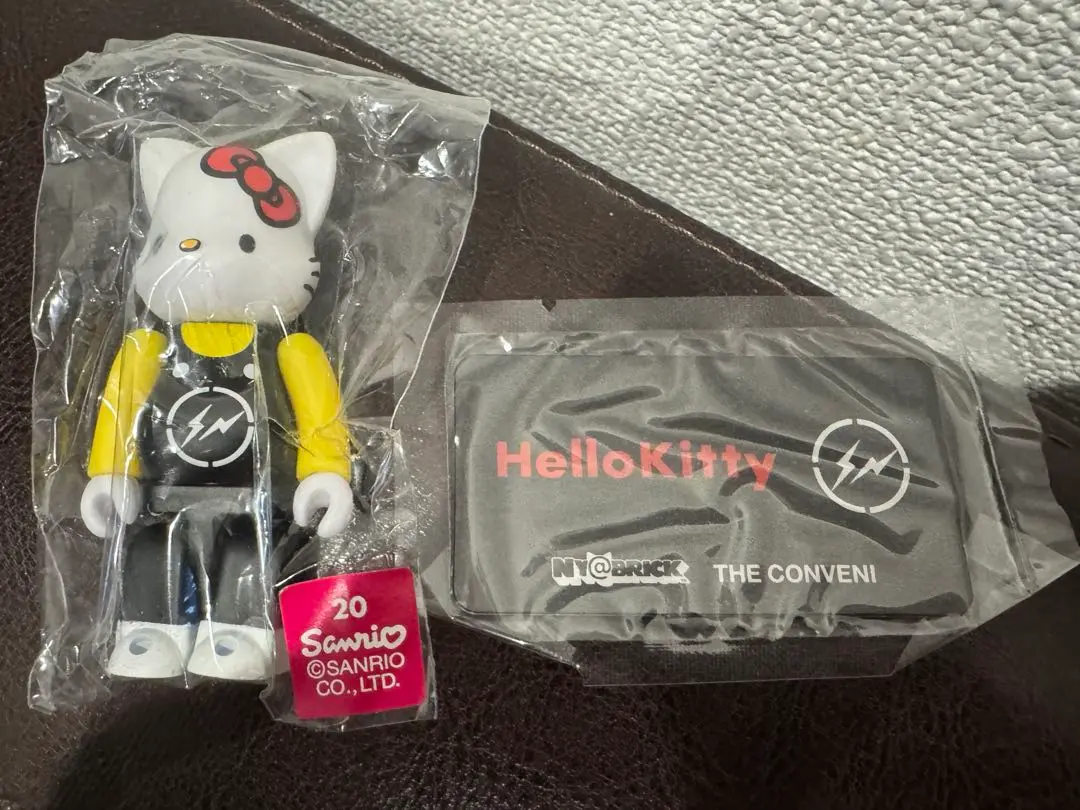 20
Sanrio
©SANRIO
CO., LTD.
HelloKitty
NY@BRICK
THE CONVENI